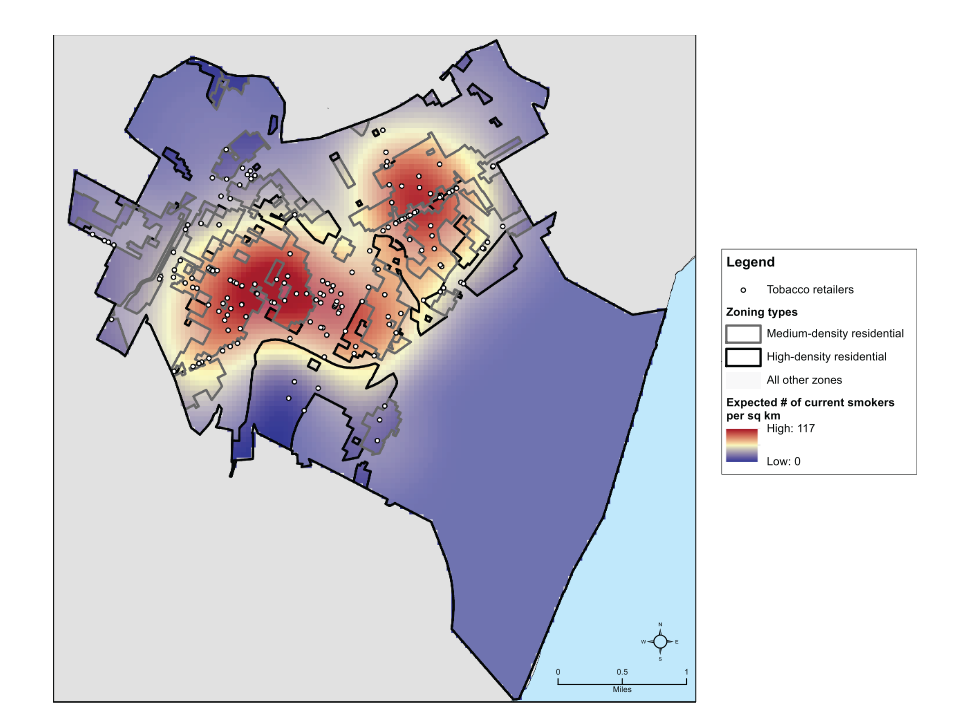 Legend
Tobacco retailers
Zoning types
Medium-density residential
High-density residential
All other zones
Expected # of current smokers
per sq km
High: 117
Low: 0
N
W E
S
0 0.5 1
Miles